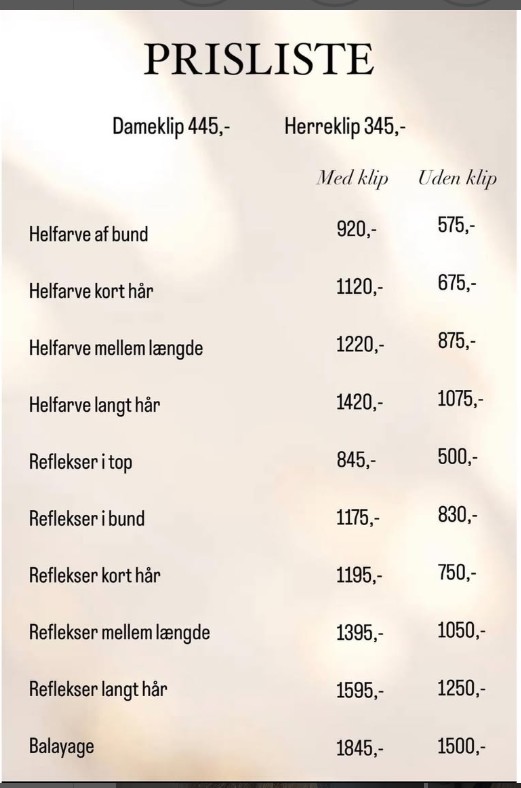 PRISLISTE
Dameklip 445,- Herreklip 345,-
Med klip Uden klip
Helfarve af bund 920,- 575,-
Helfarve kort hår 1120,- 675,-
Helfarve mellem længde 1220,- 875,-
Helfarve langt hår 1420,- 1075,-
Reflekser i top 845,- 500,-
Reflekser i bund 1175,- 830,-
Reflekser kort hår 1195,- 750,-
Reflekser mellem længde 1395,- 1050,-
Reflekser langt hår 1595,- 1250,-
Balayage 1845,- 1500,-